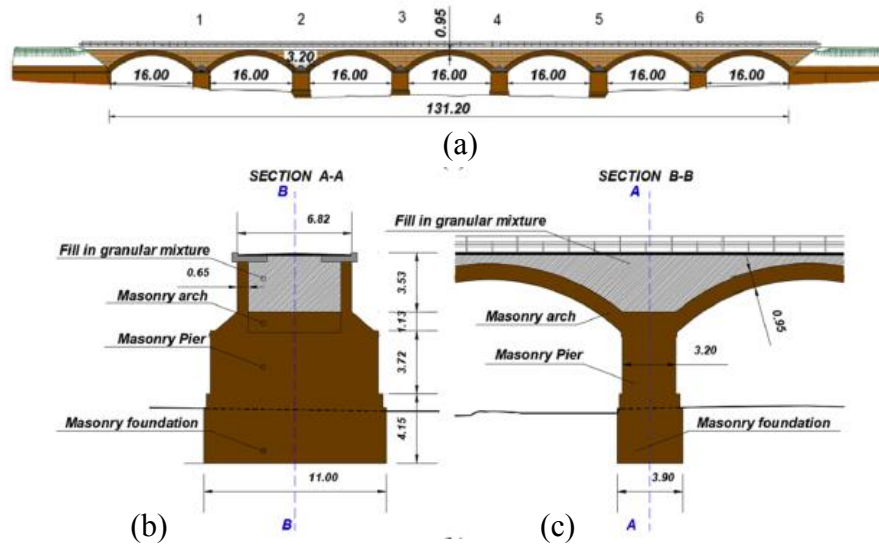 1 2 3 4 5 6
0.95
3.20
16.00 16.00 16.00 16.00 16.00 16.00 16.00
131.20
(a)
SECTION A-A
B
6.82
Fill in granular mixture
0.65
3.53
Masonry arch
1.13
Masonry Pier
3.72
Masonry foundation
4.15
11.00
B
(b)
SECTION B-B
A
Fill in granular mixture
Masonry arch
0.95
3.20
Masonry Pier
Masonry foundation
3.90
A
(c)